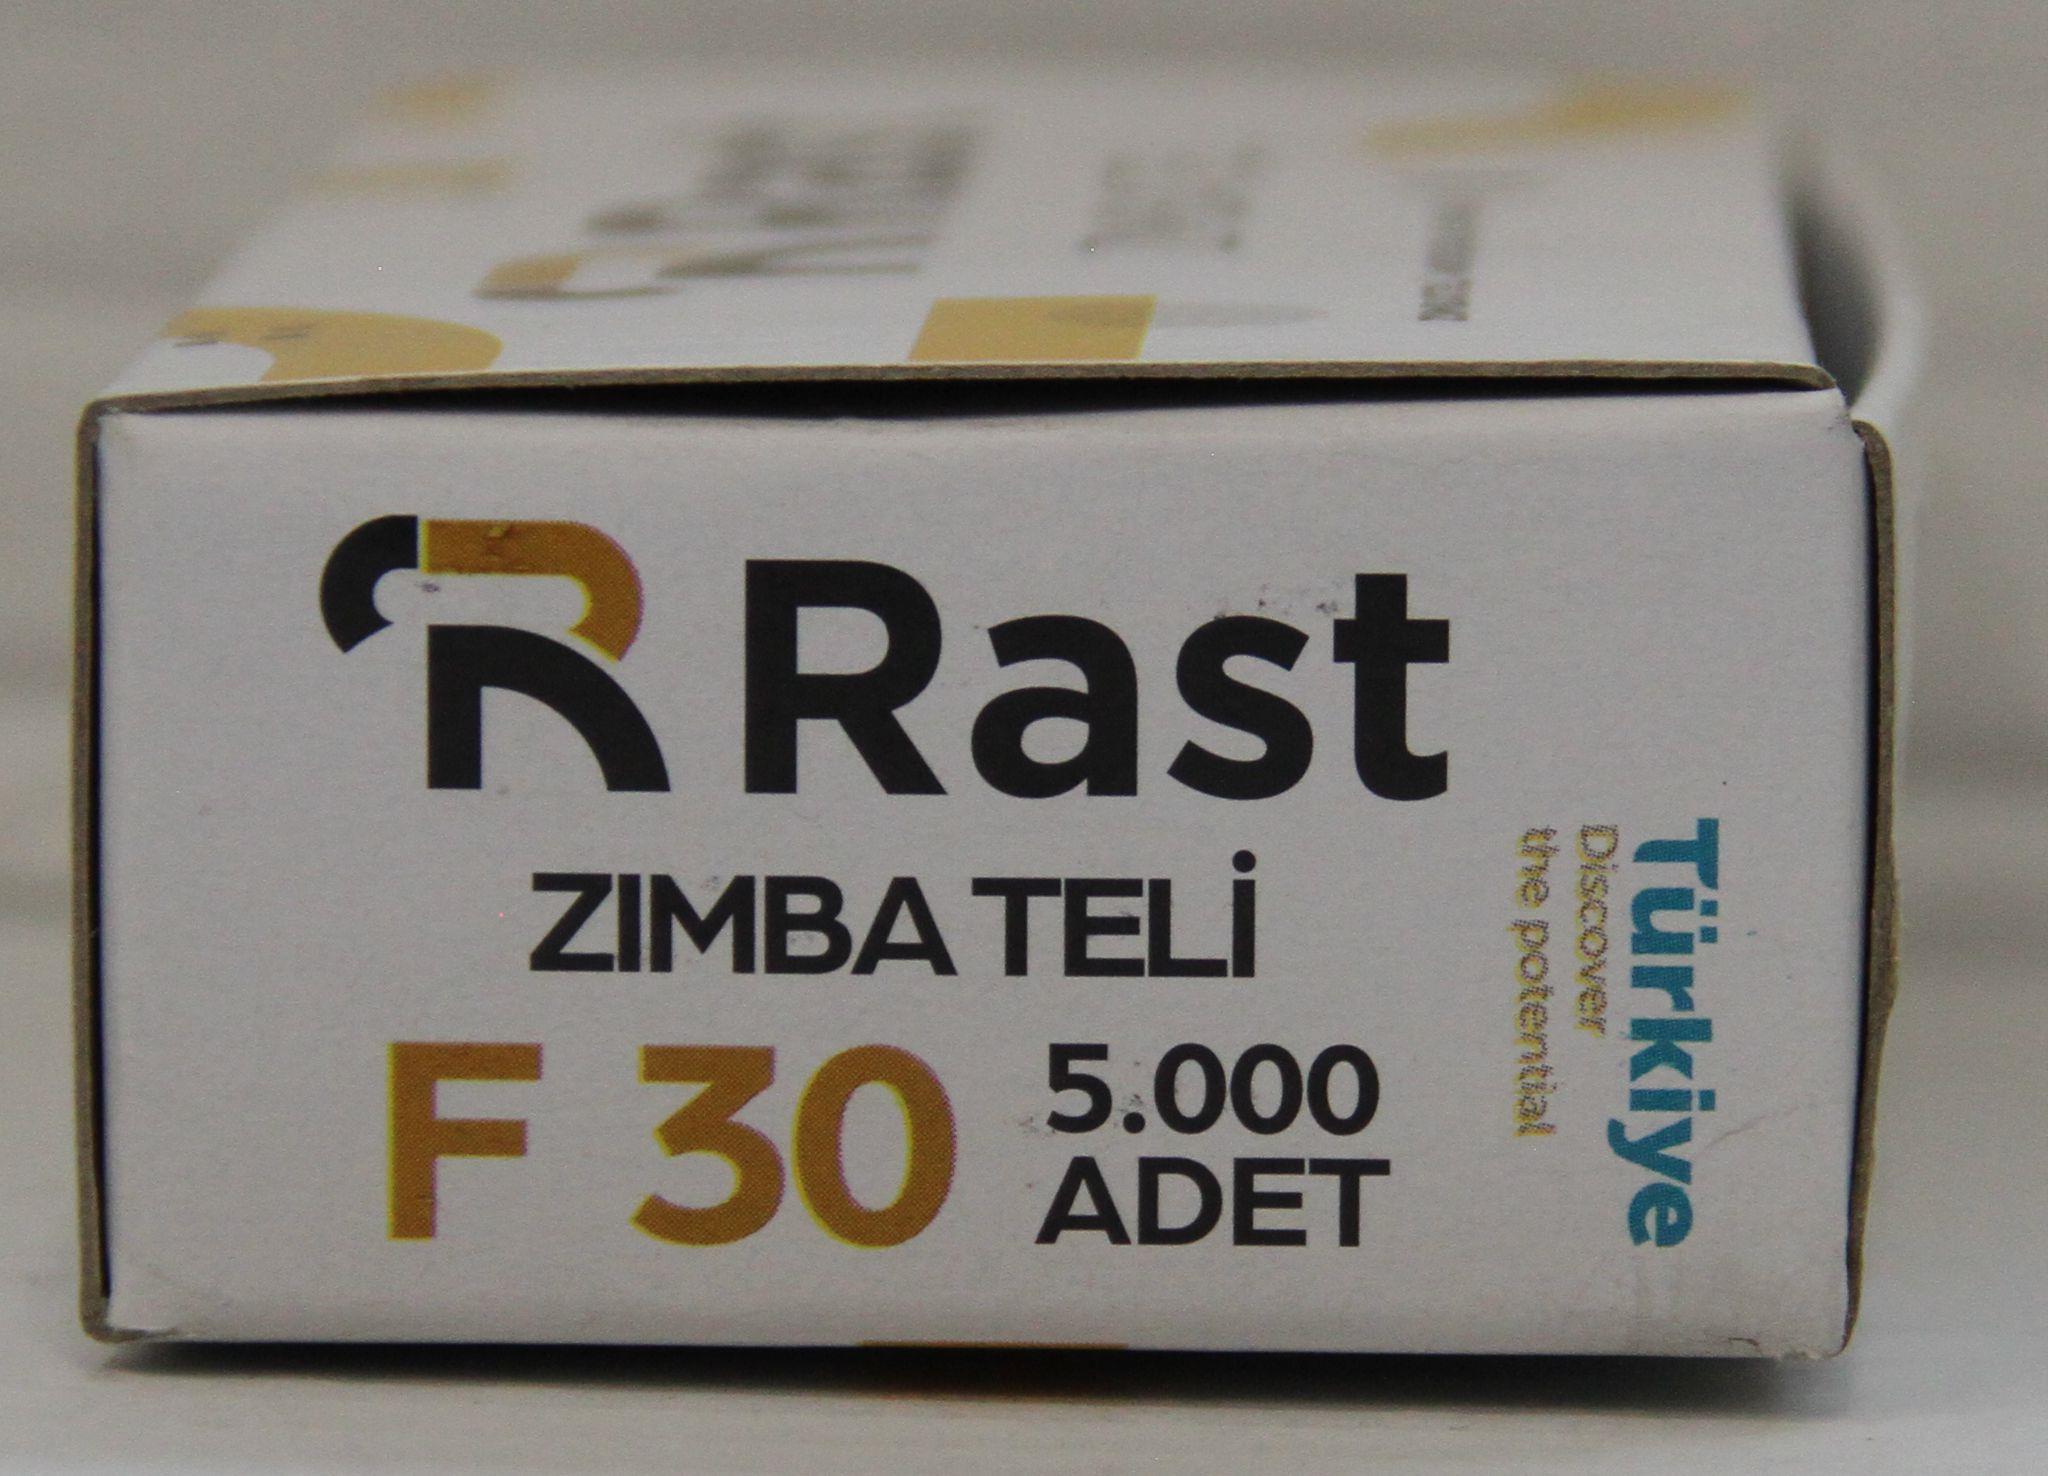 Rast
ZIMBA TELİ
F 30
5.000
ADET
Türkiye
Discover
the potential